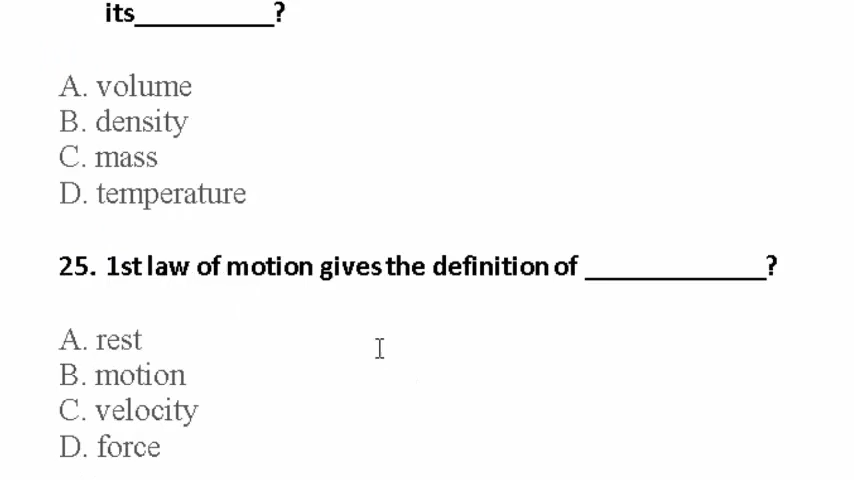 its__________?
A. volume
B. density
C. mass
D. temperature
25. 1st law of motion gives the definition of _____________?
A. rest
B. motion
C. velocity
D. force